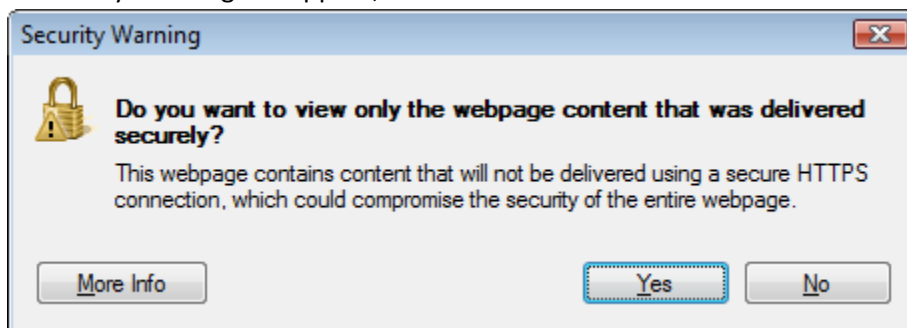 Security Warning
Do you want to view only the webpage content that was delivered
securely?
This webpage contains content that will not be delivered using a secure HTTPS
connection, which could compromise the security of the entire webpage.
More Info
Yes
No